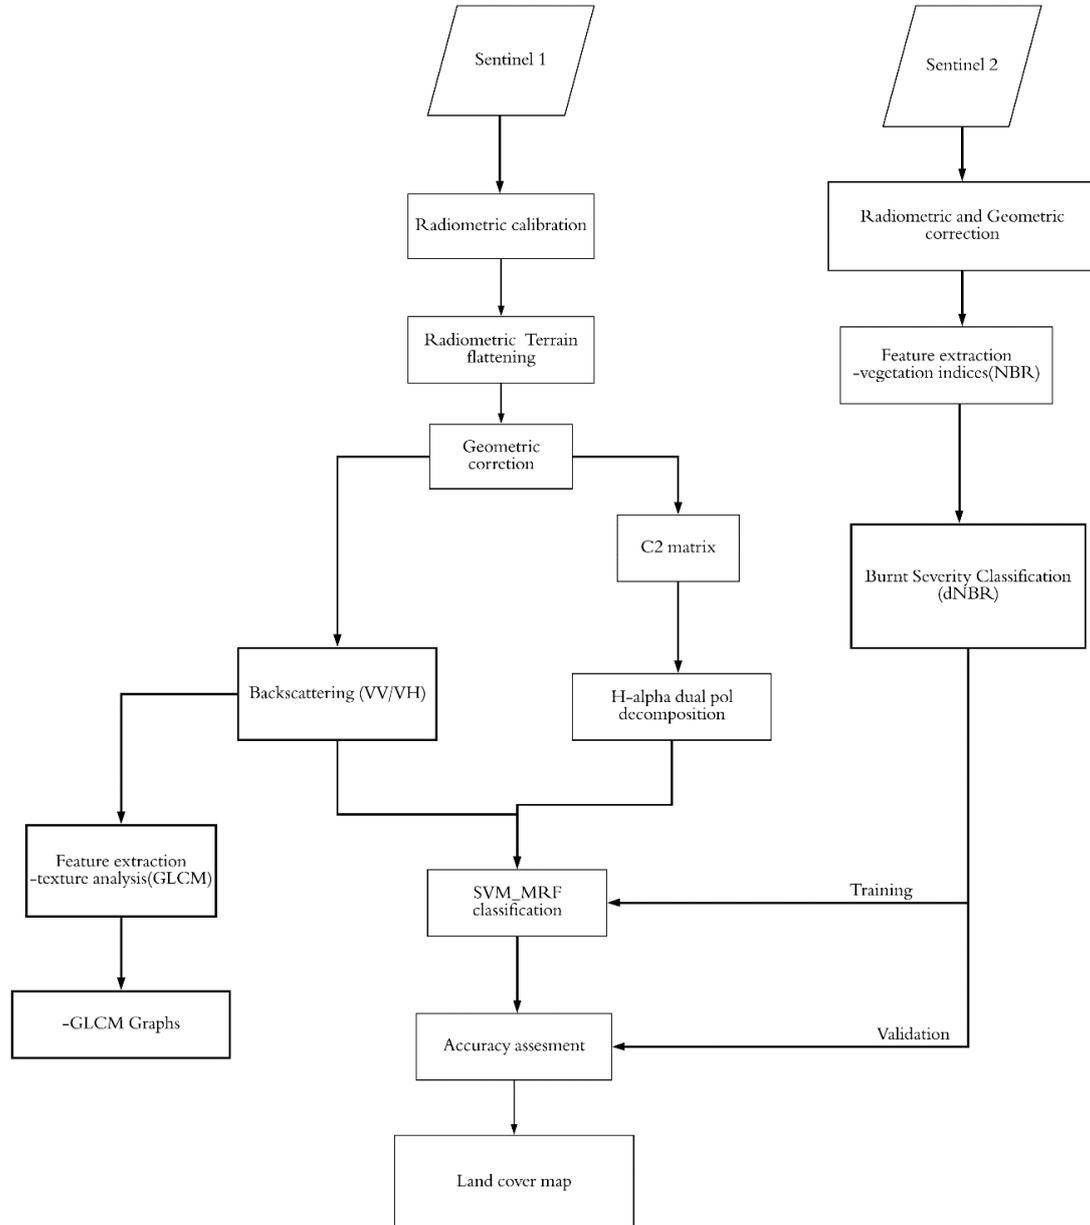 Sentinel 1
Sentinel 2
Radiometric calibration
Radiometric and Geometric
correction
Radiometric Terrain
flattening
Feature extraction
-vegetation indices(NBR)
Geometric
corretion
C2 matrix
Burnt Severity Classification
(dNBR)
Backscattering (VV/VH)
H-alpha dual pol
decomposition
Feature extraction
-texture analysis(GLCM)
SVM_MRF
classification
Training
-GLCM Graphs
Accuracy assesment
Validation
Land cover map